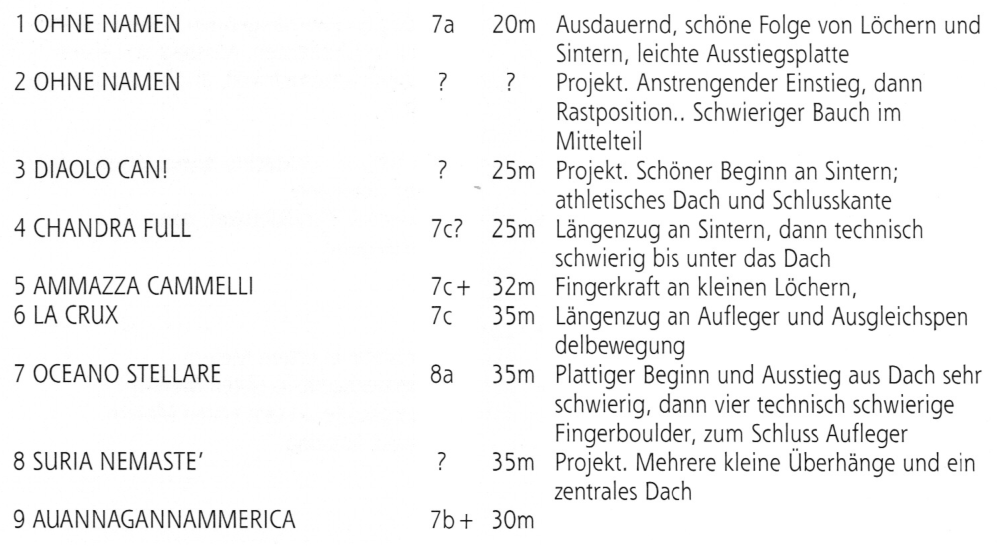 1 OHNE NAMEN 7a 20m Ausdauernd, schöne Folge von Löchern und
Sintern, leichte Ausstiegsplatte
2 OHNE NAMEN ? ? Projekt. Anstrengender Einstieg, dann
Rastposition.. Schwieriger Bauch im
Mittelteil
3 DIAOLO CAN! ? 25m Projekt. Schöner Beginn an Sintern;
athletisches Dach und Schlusskante
4 CHANDRA FULL 7c? 25m Längenzug an Sintern, dann technisch
schwierig bis unter das Dach
5 AMMAZZA CAMMELLI 7c+ 32m Fingerkraft an kleinen Löchern,
6 LA CRUX 7c 35m Längenzug an Aufleger und Ausgleichspen
delbewegung
7 OCEANO STELLARE 8a 35m Plattiger Beginn und Ausstieg aus Dach sehr
schwierig, dann vier technisch schwierige
Fingerboulder, zum Schluss Aufleger
8 SURIA NEMASTE’ ? 35m Projekt. Mehrere kleine Überhänge und ein
zentrales Dach
9 AUANNAGANNAMMERICA 7b+ 30m